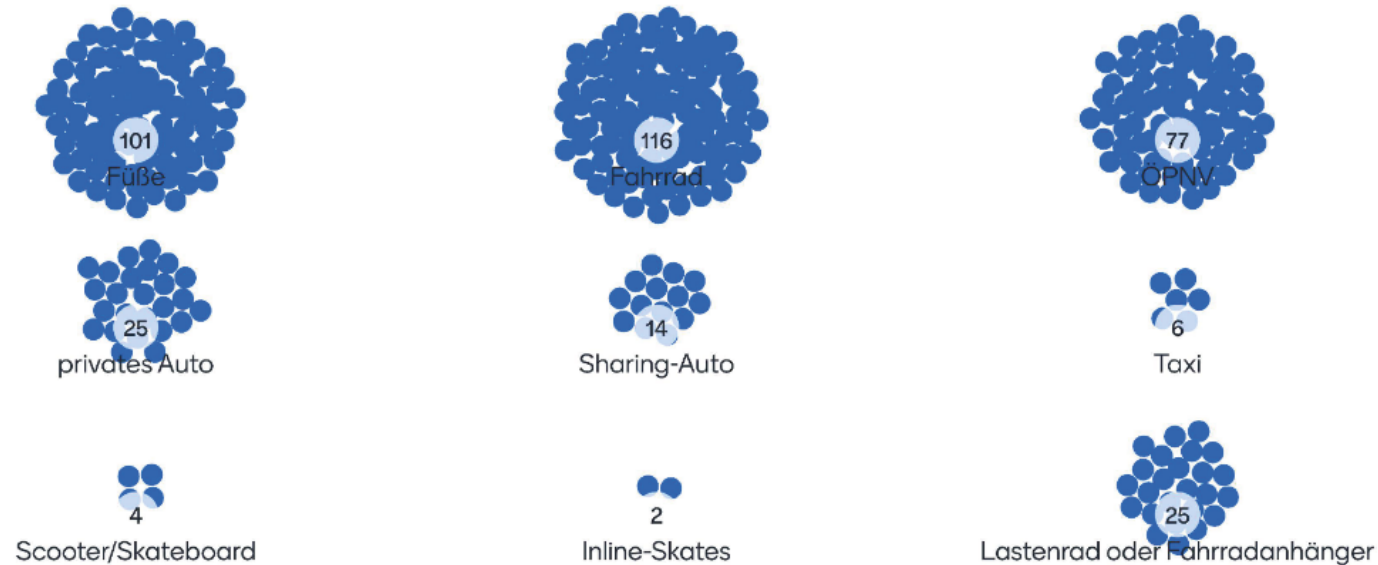 101 116 77
Füße Fahrrad ÖPNV
25 14 6
privates Auto Sharing-Auto Taxi
4 2 25
Scooter/Skateboard Inline-Skates Lastenrad oder Fahrradanhänger